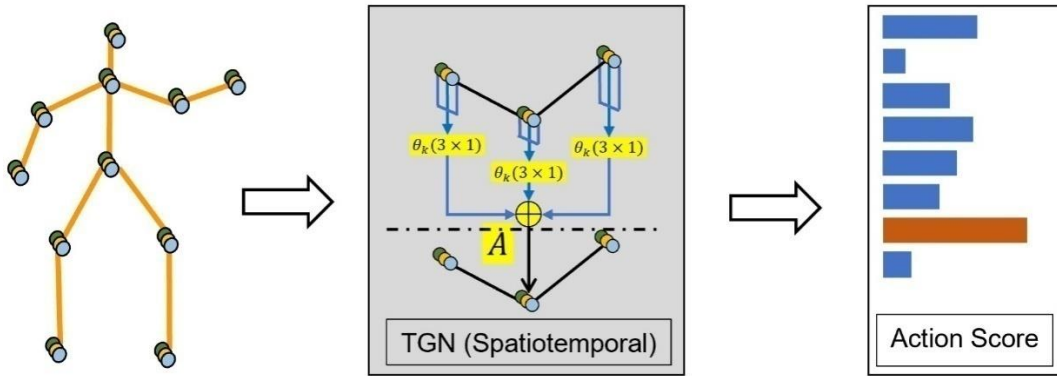 θₖ(3 × 1)
θₖ(3 × 1)
θₖ(3 × 1)
A
TGN (Spatiotemporal)
Action Score